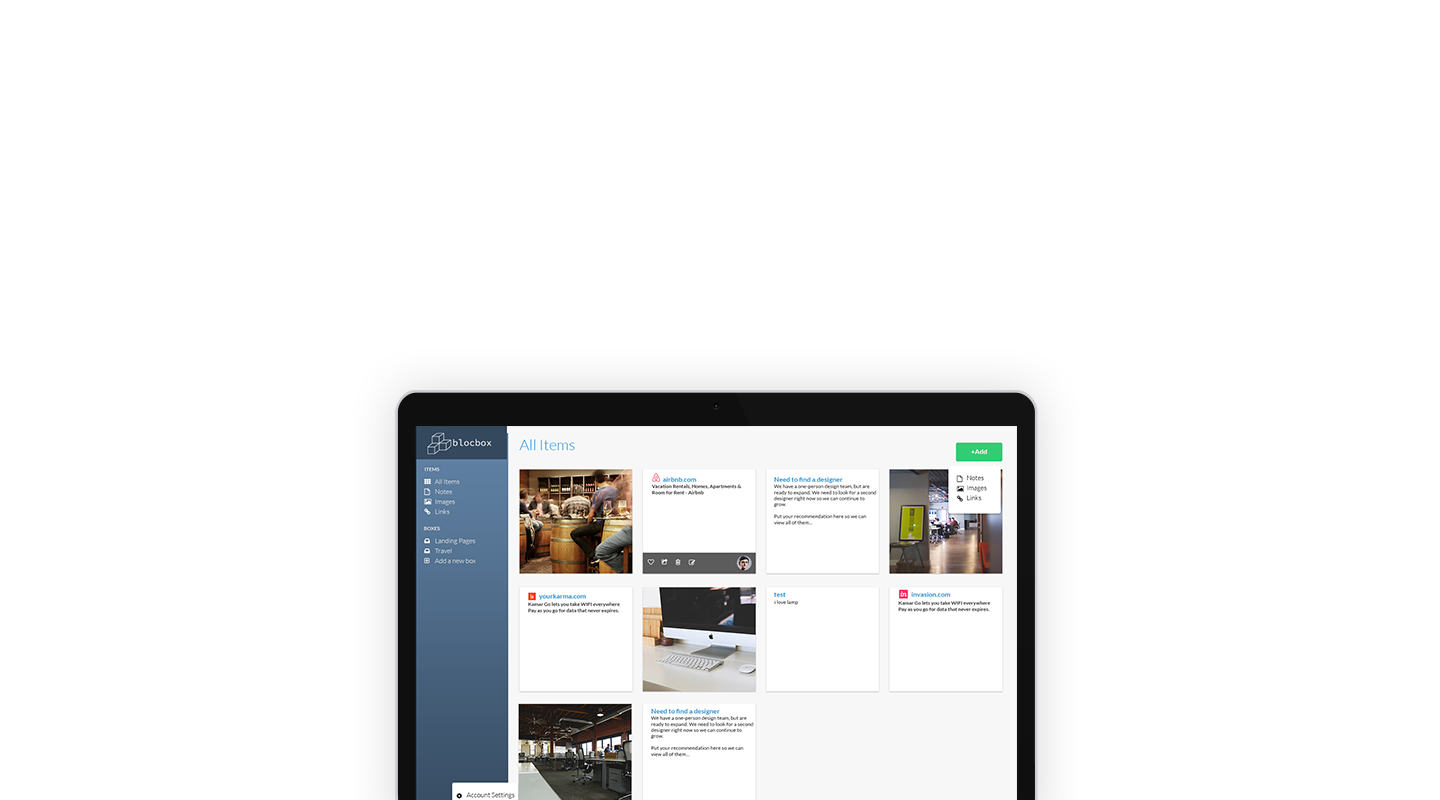 blocbox
ITEMS
All Items
Notes
Images
Links
BOXES
Landing Pages
Travel
Add a new box
Account Settings
All Items
+Add
Notes
Images
Links
airbnb.com
Vacation Rentals, Homes, Apartments &
Room for Rent - Airbnb
Need to find a designer
We have a one-person design team, but are
ready to expand. We need to look for a second
designer right now so we can continue to
grow.
Put your recommendation here so we can
view all of them...
yourkarma.com
Kamar Go lets you take WIFI everywhere
Pay as you go for data that never expires.
test
i love lamp
in
invasion.com
Kamar Go lets you take WIFI everywhere
Pay as you go for data that never expires.
Need to find a designer
We have a one-person design team, but are
ready to expand. We need to look for a second
designer right now so we can continue to
grow.
Put your recommendation here so we can
view all of them...